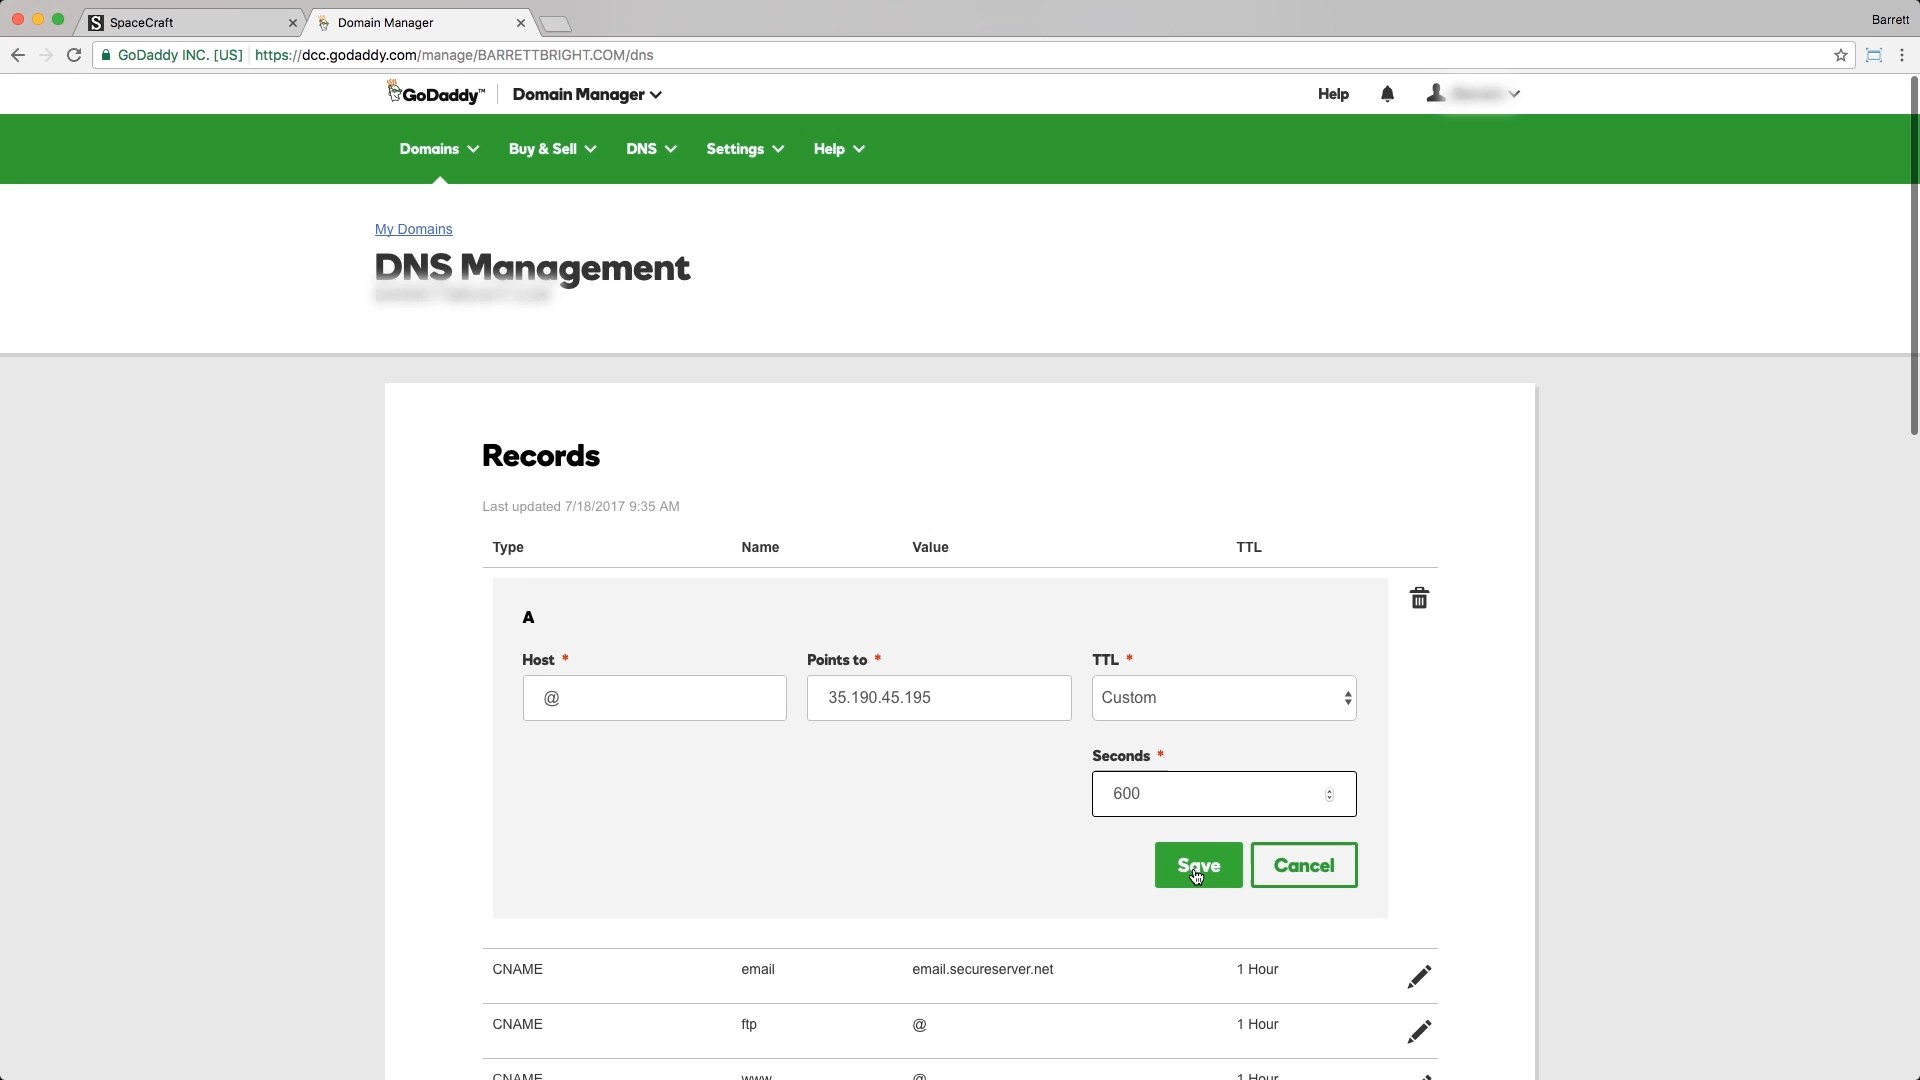 SpaceCraft
Domain Manager
Barrett
GoDaddy INC. [US]
https://dcc.godaddy.com/manage/BARRETTBRIGHT.COM/dns
GoDaddy™
Domain Manager
Help
Domains
Buy & Sell
DNS
Settings
Help
My Domains
DNS Management
Records
Last updated 7/18/2017 9:35 AM
Type Name Value TTL
A
Host * Points to * TTL *
@ 35.190.45.195 Custom
Seconds *
600
Save Cancel
CNAME email email.secureserver.net 1 Hour
CNAME ftp @ 1 Hour
CNAME www @ 1 Hour